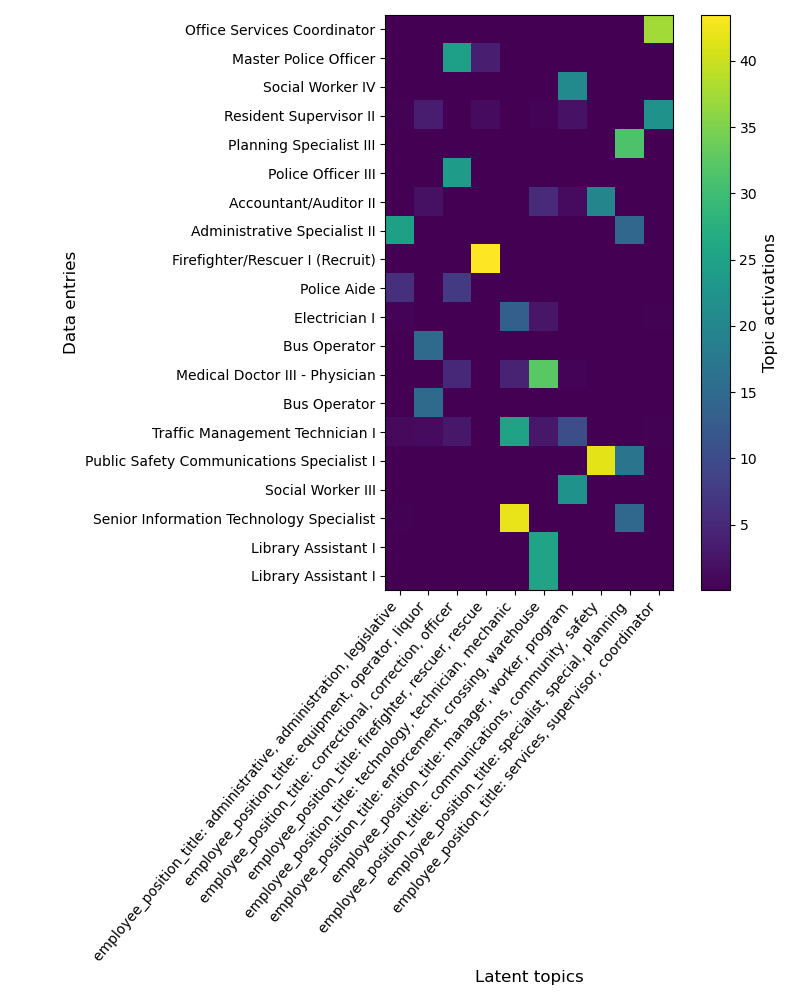 Office Services Coordinator
Master Police Officer
Social Worker IV
Resident Supervisor II
Planning Specialist III
Police Officer III
Accountant/Auditor II
Administrative Specialist II
Firefighter/Rescuer I (Recruit)
Police Aide
Electrician I
Bus Operator
Medical Doctor III - Physician
Bus Operator
Traffic Management Technician I
Public Safety Communications Specialist I
Social Worker III
Senior Information Technology Specialist
Library Assistant I
Library Assistant I
Data entries
employee_position_title: administrative, administration, legislative
employee_position_title: equipment, operator, liquor
employee_position_title: correctional, correction, officer
employee_position_title: firefighter, rescuer, rescue
employee_position_title: technology, technician, mechanic
employee_position_title: enforcement, crossing, warehouse
employee_position_title: manager, worker, program
employee_position_title: communications, community, safety
employee_position_title: specialist, special, planning
employee_position_title: services, supervisor, coordinator
Latent topics
40
35
30
25
20
15
10
5
Topic activations